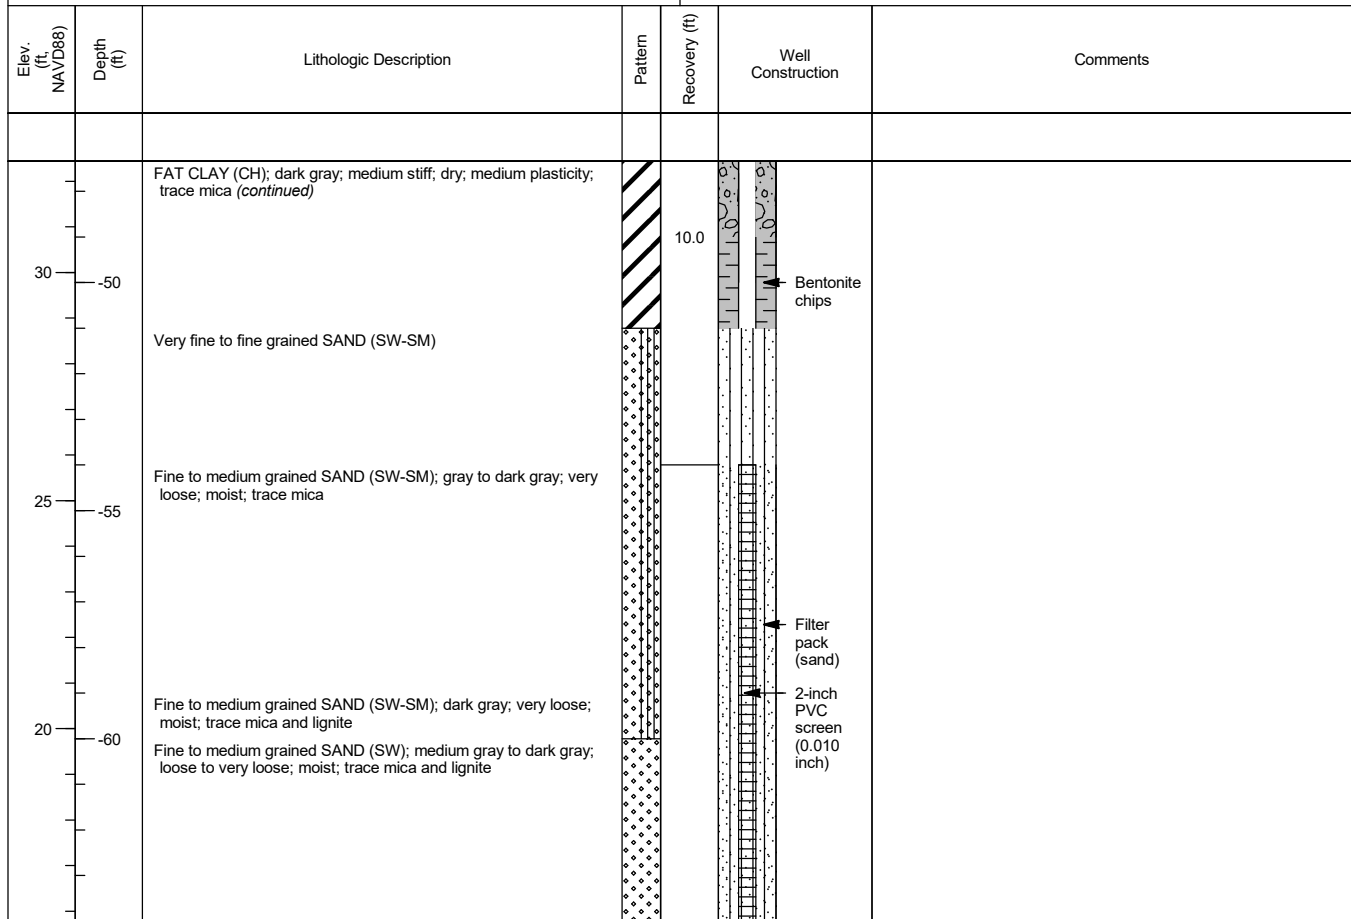 Elev.
(ft,
NAVD88)
Depth
(ft)
Lithologic Description
Pattern
Recovery (ft)
Well
Construction
Comments
FAT CLAY (CH); dark gray; medium stiff; dry; medium plasticity;
trace mica (continued)
10.0
30
-50
Bentonite
chips
Very fine to fine grained SAND (SW-SM)
Fine to medium grained SAND (SW-SM); gray to dark gray; very
loose; moist; trace mica
25
-55
Filter
pack
(sand)
Fine to medium grained SAND (SW-SM); dark gray; very loose;
moist; trace mica and lignite
2-inch
PVC
screen
(0.010
inch)
20
-60
Fine to medium grained SAND (SW); medium gray to dark gray;
loose to very loose; moist; trace mica and lignite